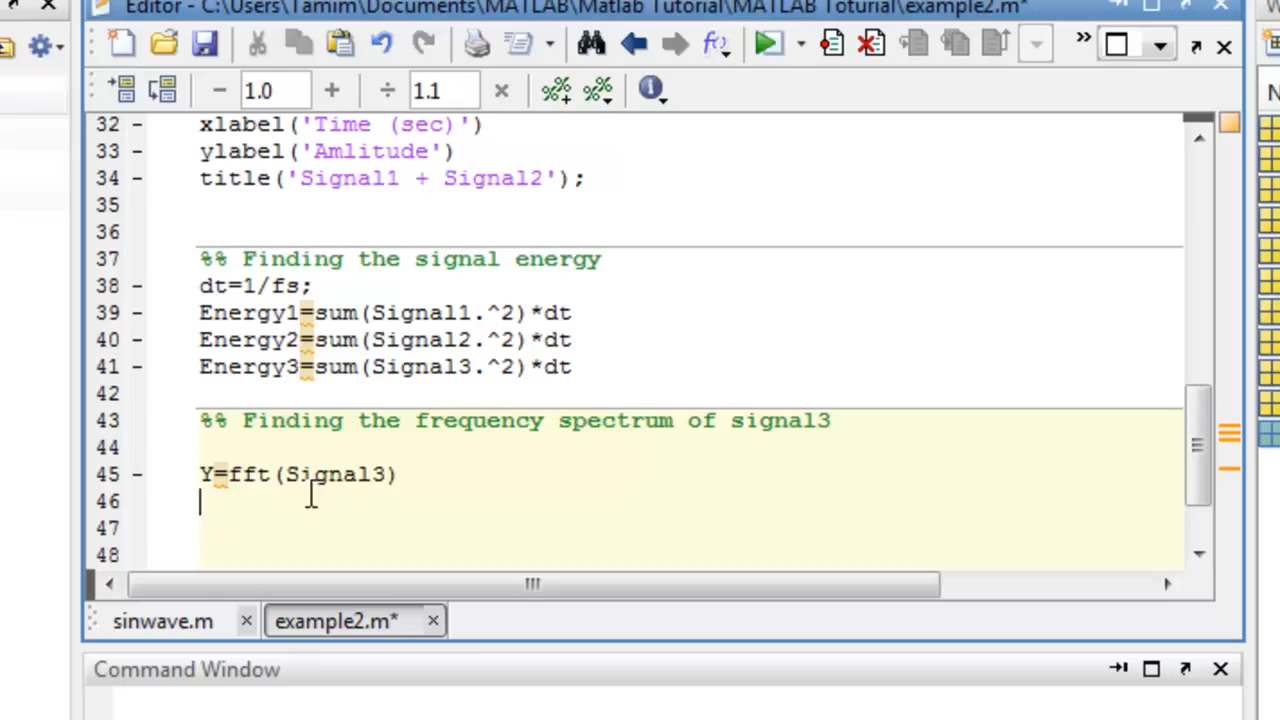 Editor - C:\Users\Tamim\Documents\MATLAB\Matlab Tutorial\MATLAB Toturial\example2.m*
1.0
1.1
32 - xlabel('Time (sec)')
33 - ylabel('Amlitude')
34 - title('Signal1 + Signal2');
35
36
37 %% Finding the signal energy
38 - dt=1/fs;
39 - Energy1=sum(Signal1.^2)*dt
40 - Energy2=sum(Signal2.^2)*dt
41 - Energy3=sum(Signal3.^2)*dt
42
43 %% Finding the frequency spectrum of signal3
44
45 - Y=fft(Signal3)
46
47
48
sinwave.m
example2.m*
Command Window